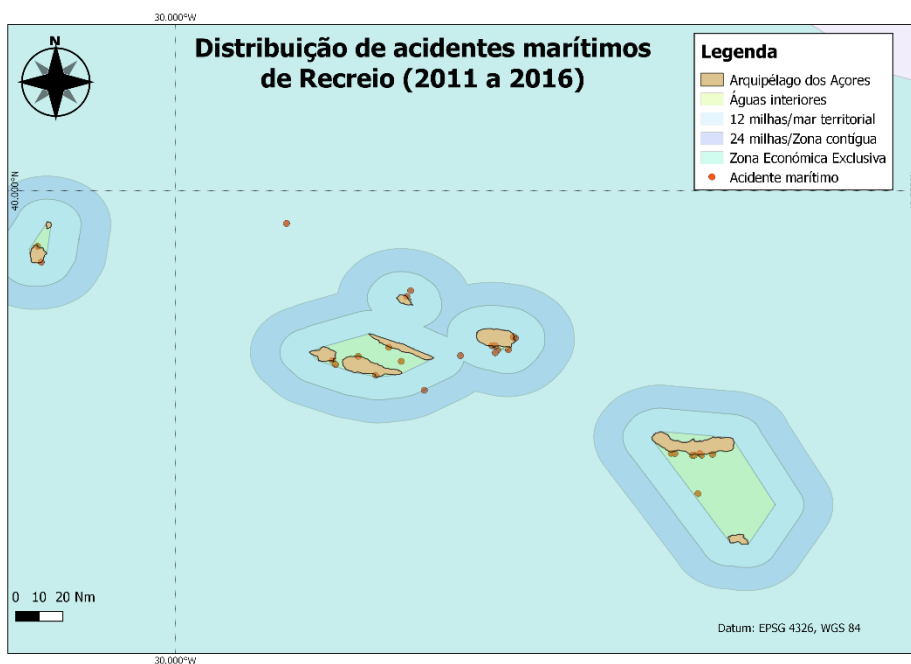 30.000°W
Distribuição de acidentes marítimos
de Recreio (2011 a 2016)
N
Legenda
Arquipélago dos Açores
Águas interiores
12 milhas/mar territorial
24 milhas/Zona contígua
Zona Económica Exclusiva
Acidente marítimo
40.000°N
0 10 20 Nm
Datum: EPSG 4326, WGS 84
30.000°W